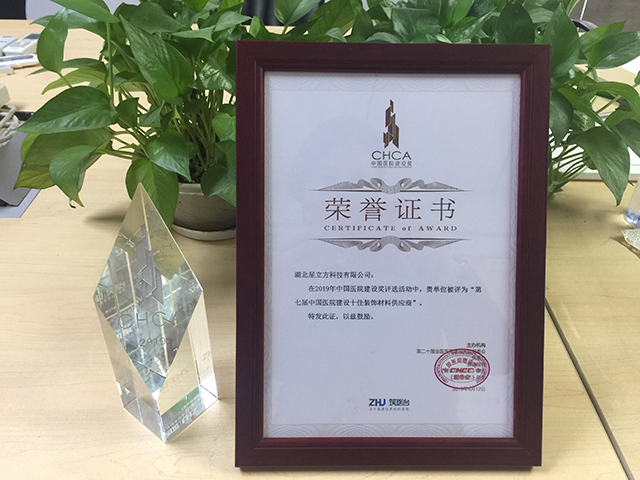 CHCA
中国医院建设奖
荣誉证书
CERTIFICATE of AWARD
湖北星立方科技有限公司：
在2019年中国医院建设奖评选活动中，贵单位被评为“第
七届中国医院建设十佳装饰材料供应商”。
特发此证，以兹鼓励。
主办机构
CHCA
ZHU 筑医台
CHCA
2019